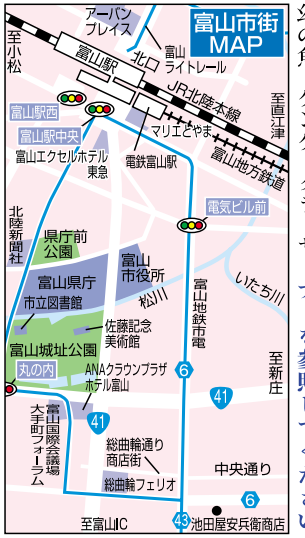 富山市街
MAP
アーバン
プレイス
北口
富山
ライトレール
至小松
富山駅
JR北陸本線
至直江津
富山駅西
富山駅中央
マリエとやま
富山地方鉄道
富山エクセルホテル
東急
電鉄富山駅
電気ビル前
北陸新聞社
県庁前
公園
富山
市役所
富山県庁
市立図書館
松川
いたち川
富山地鉄市電
佐藤記念
美術館
富山城址公園
丸の内
ANAクラウンプラザ
ホテル富山
6
至新庄
41
41
富山国際会議場
大手町フォーラム
総曲輪通り
商店街
総曲輪フェリオ
中央通り
6
至富山IC
43
池田屋安兵衛商店
を参照してください